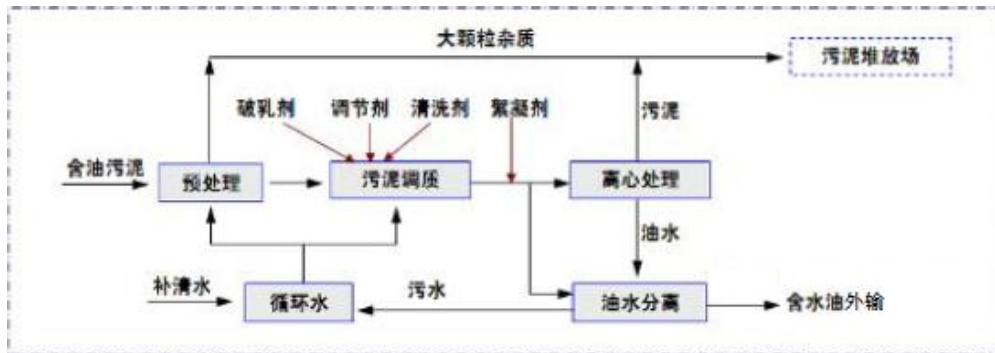 大颗粒杂质
污泥堆放场
破乳剂
调节剂
清洗剂
絮凝剂
污泥
含油污泥
预处理
污泥调质
离心处理
油水
补清水
循环水
污水
油水分离
含水油外输